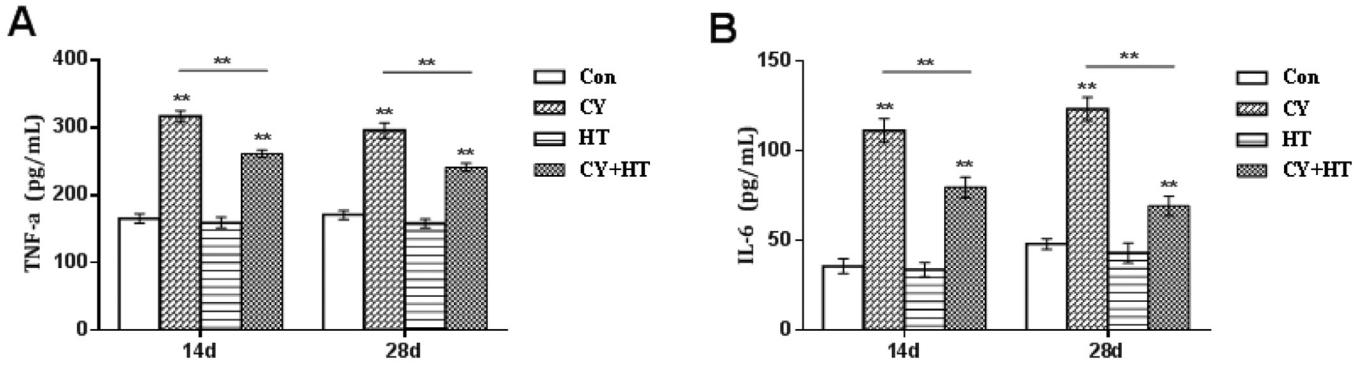 A
TNF-a (pg/mL)
400
300
200
100
0
**
**
**
**
**
**
14d
28d
Con
CY
HT
CY+HT
B
IL-6 (pg/mL)
150
100
50
0
**
**
**
**
**
**
14d
28d
Con
CY
HT
CY+HT